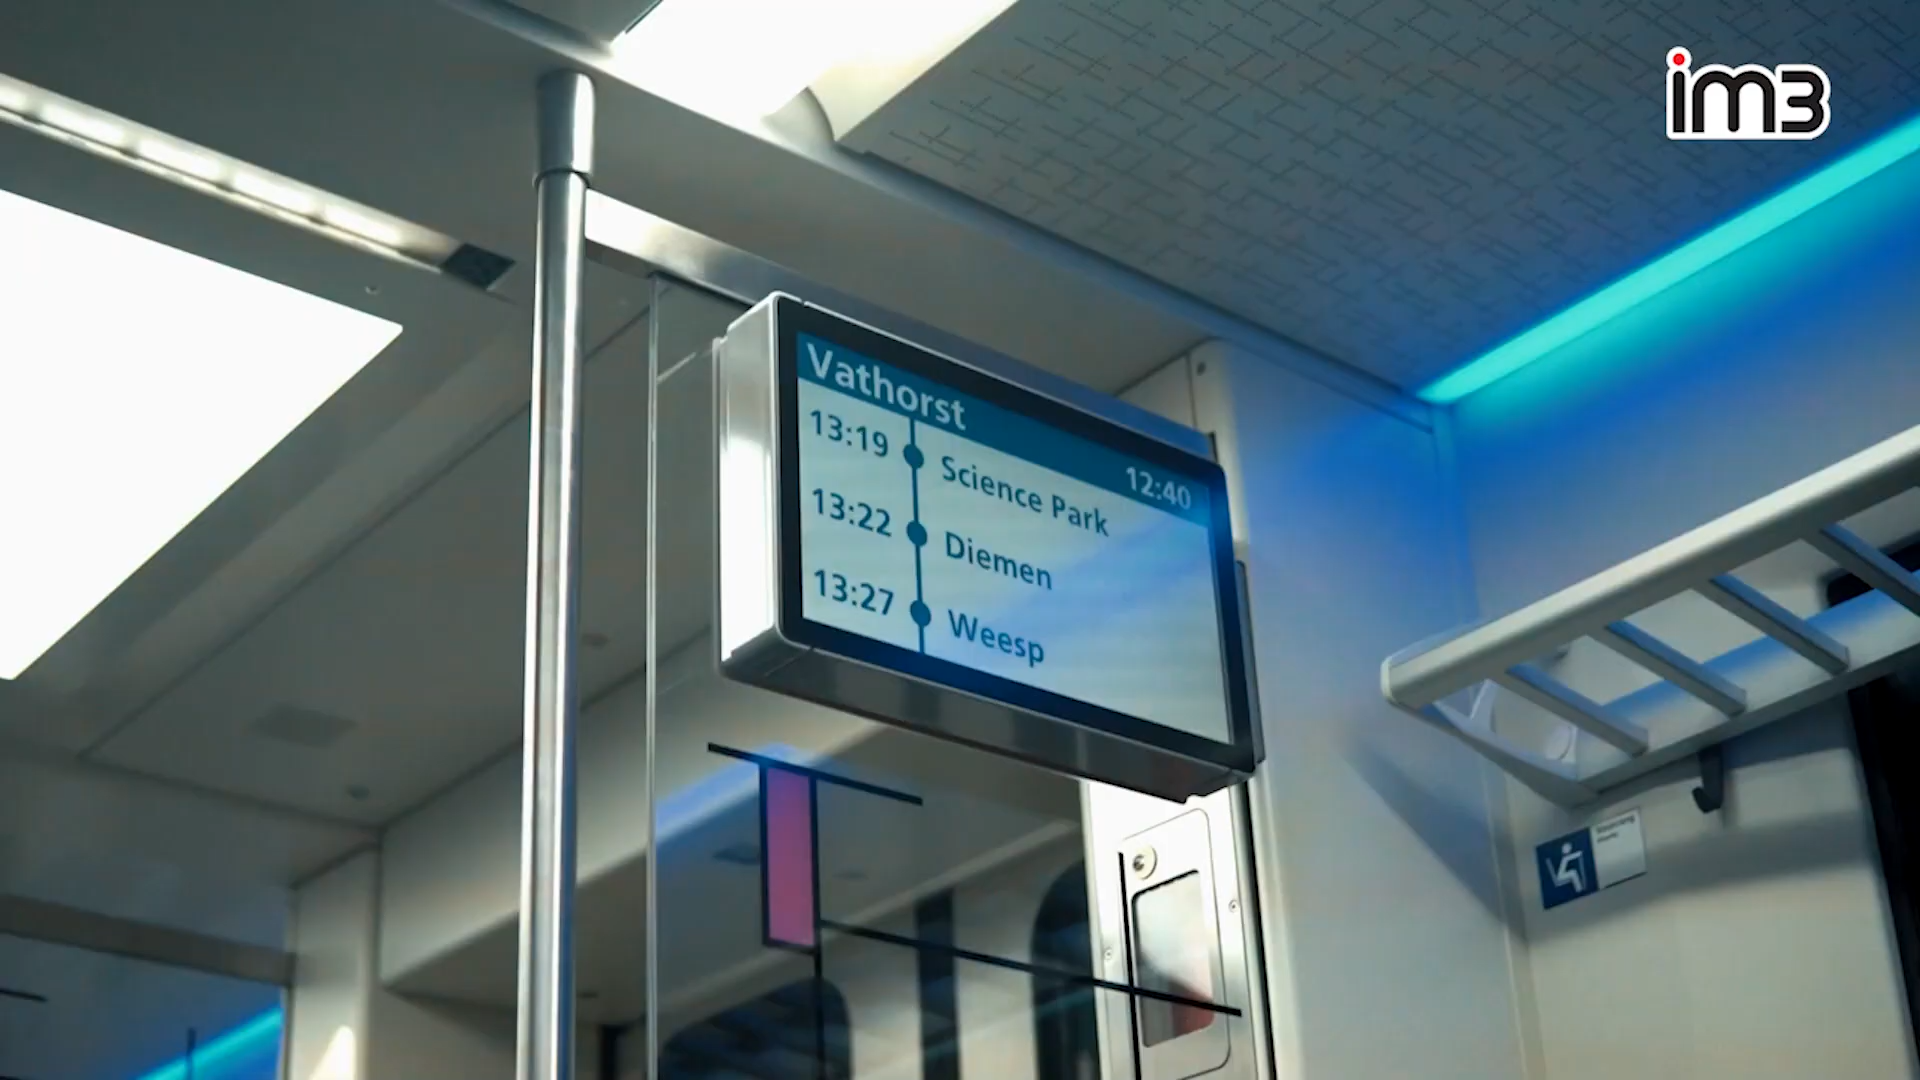 im3
Vathorst
12:40
13:19 Science Park
13:22 Diemen
13:27 Weesp